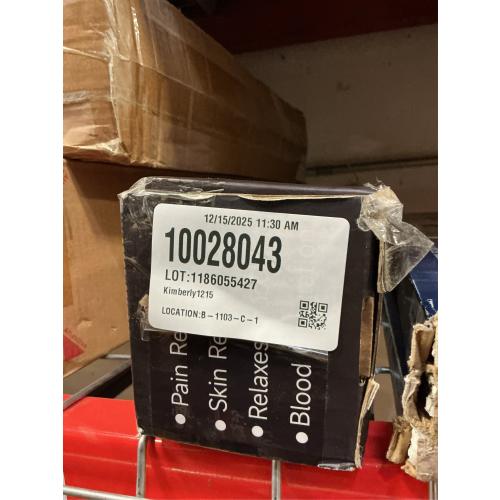 12/15/2025 11:30 AM
10028043
LOT:1186055427
Kimberly1215
LOCATION:B-1103-C-1
• Pain Re
• Skin Re
• Relaxes
• Blood